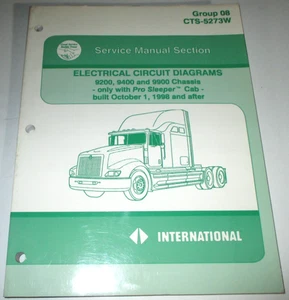 Group 08
CTS-5273W
Service Manual Section
ELECTRICAL CIRCUIT DIAGRAMS
9200, 9400 and 9900 Chassis
- only with Pro Sleeper™ Cab -
built October 1, 1998 and after
INTERNATIONAL